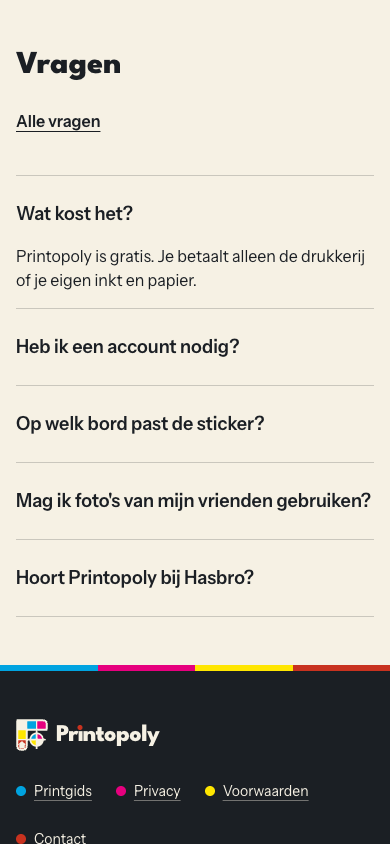 Vragen
Alle vragen
Wat kost het?
Printopoly is gratis. Je betaalt alleen de drukkerij
of je eigen inkt en papier.
Heb ik een account nodig?
Op welk bord past de sticker?
Mag ik foto's van mijn vrienden gebruiken?
Hoort Printopoly bij Hasbro?
Printopoly
Printgids Privacy Voorwaarden
Contact